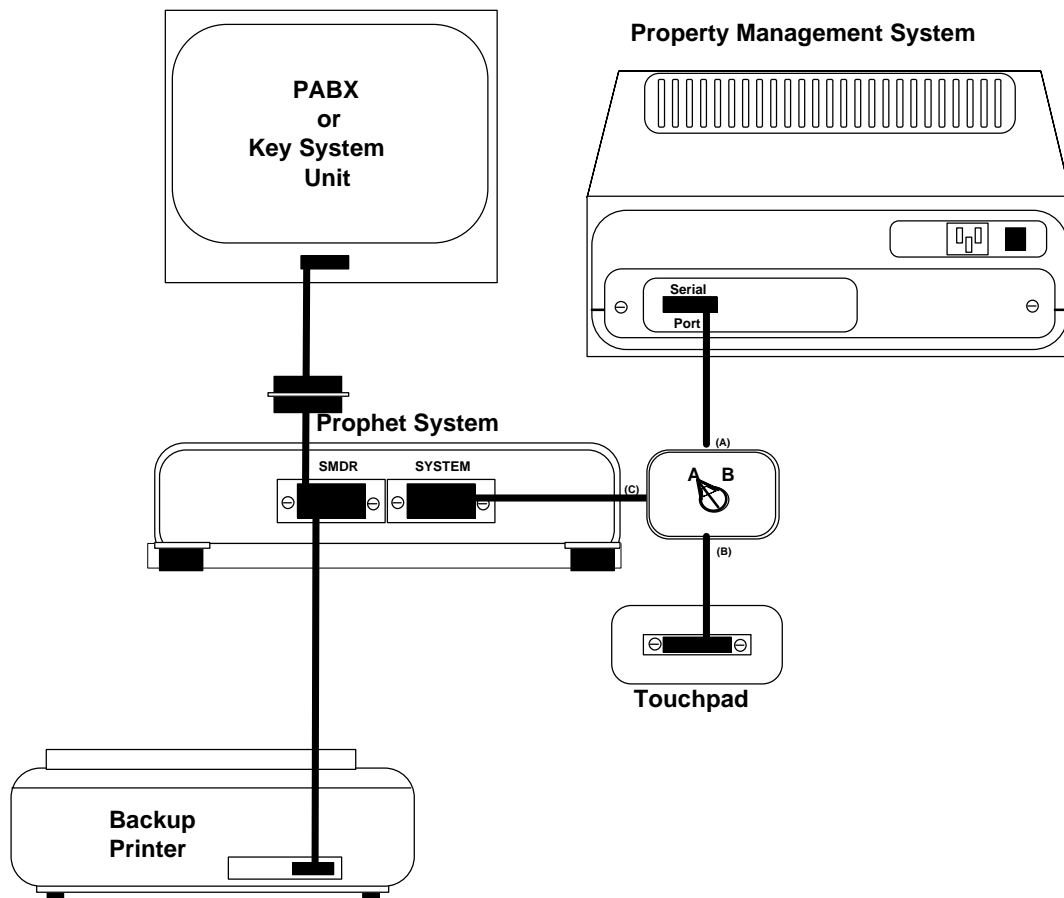 Property Management System
PABX
or
Key System
Unit
Serial
Port
Prophet System
SMDR
SYSTEM
(A)
(C)
A B
(B)
Touchpad
Backup
Printer